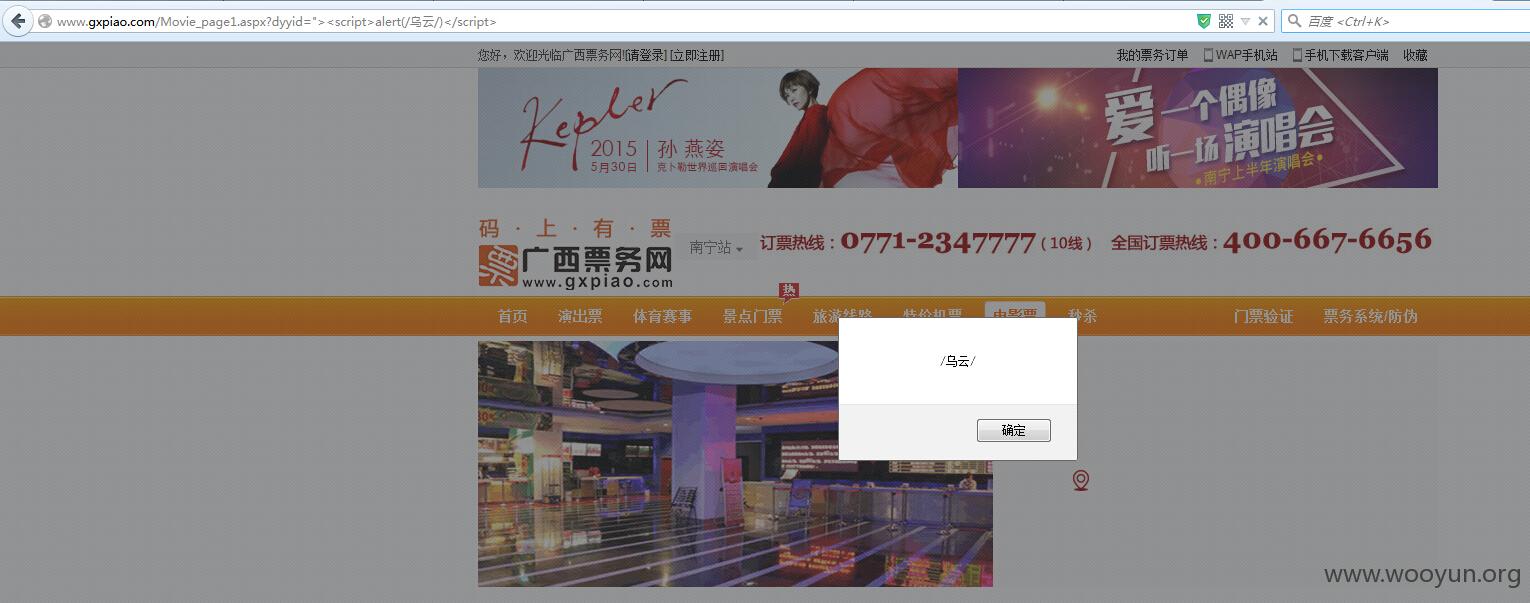 www.gxpiao.com/Movie_page1.aspx?dyyid="><script>alert(/乌云/)</script>
百度 <Ctrl+K>
您好，欢迎光临广西票务网![请登录] [立即注册]
我的票务订单 WAP手机站 手机下载客户端 收藏
Kepler
2015 孙 燕姿
5月30日 克卜勒世界巡回演唱会
爱一个偶像
听一场演唱会
•南宁上半年演唱会•
码 · 上 · 有 · 票
广西票务网
www.gxpiao.com
南宁站
订票热线：0771-2347777（10线） 全国订票热线：400-667-6656
热
首页 演出票 体育赛事 景点门票 旅游线路 特价机票 电影票 秒杀 门票验证 票务系统/防伪
/乌云/
确定
www.wooyun.org